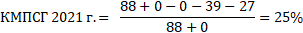 КМПСГ 2021 г. = (88 + 0 − 0 − 39 − 27) / (88 + 0) = 25%